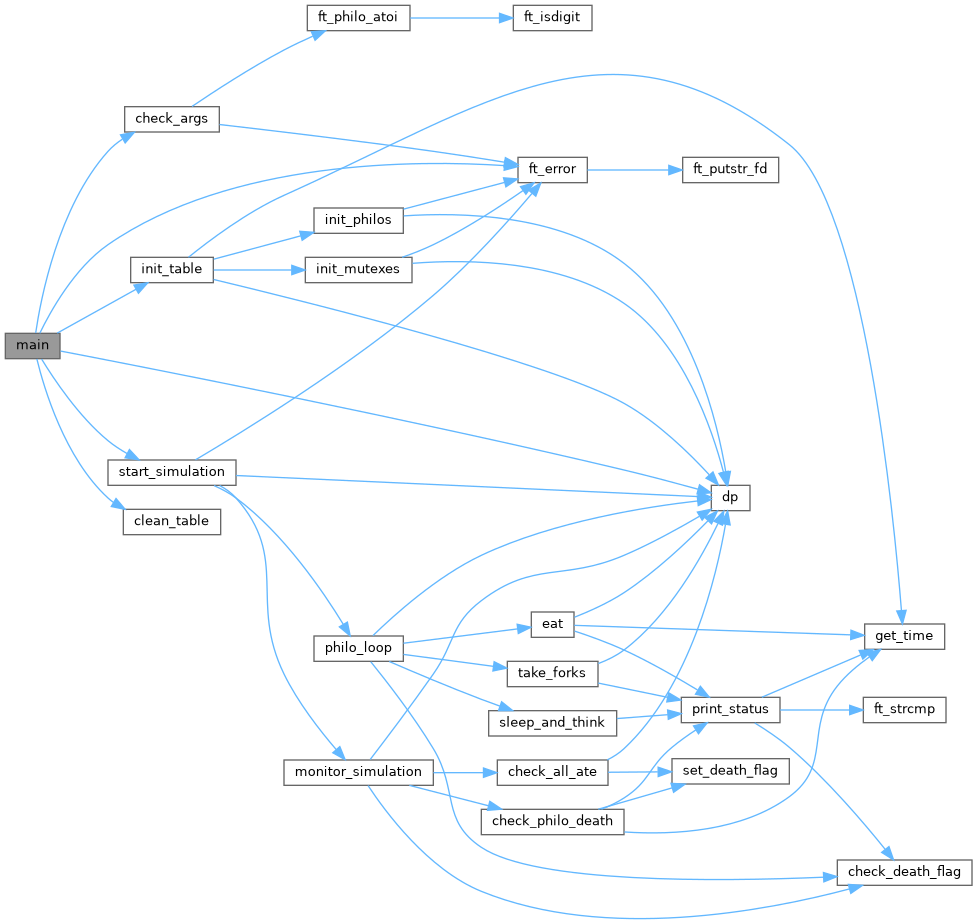 ft_philo_atoi
ft_isdigit
check_args
ft_error
ft_putstr_fd
init_philos
init_table
init_mutexes
main
start_simulation
dp
clean_table
eat
get_time
philo_loop
take_forks
print_status
ft_strcmp
sleep_and_think
monitor_simulation
check_all_ate
set_death_flag
check_philo_death
check_death_flag